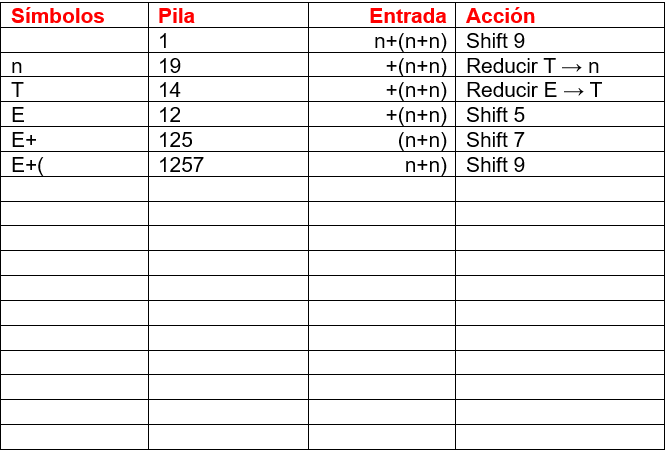 Símbolos Pila Entrada Acción
1 n+(n+n) Shift 9
n 19 +(n+n) Reducir T → n
T 14 +(n+n) Reducir E → T
E 12 +(n+n) Shift 5
E+ 125 (n+n) Shift 7
E+( 1257 n+n) Shift 9